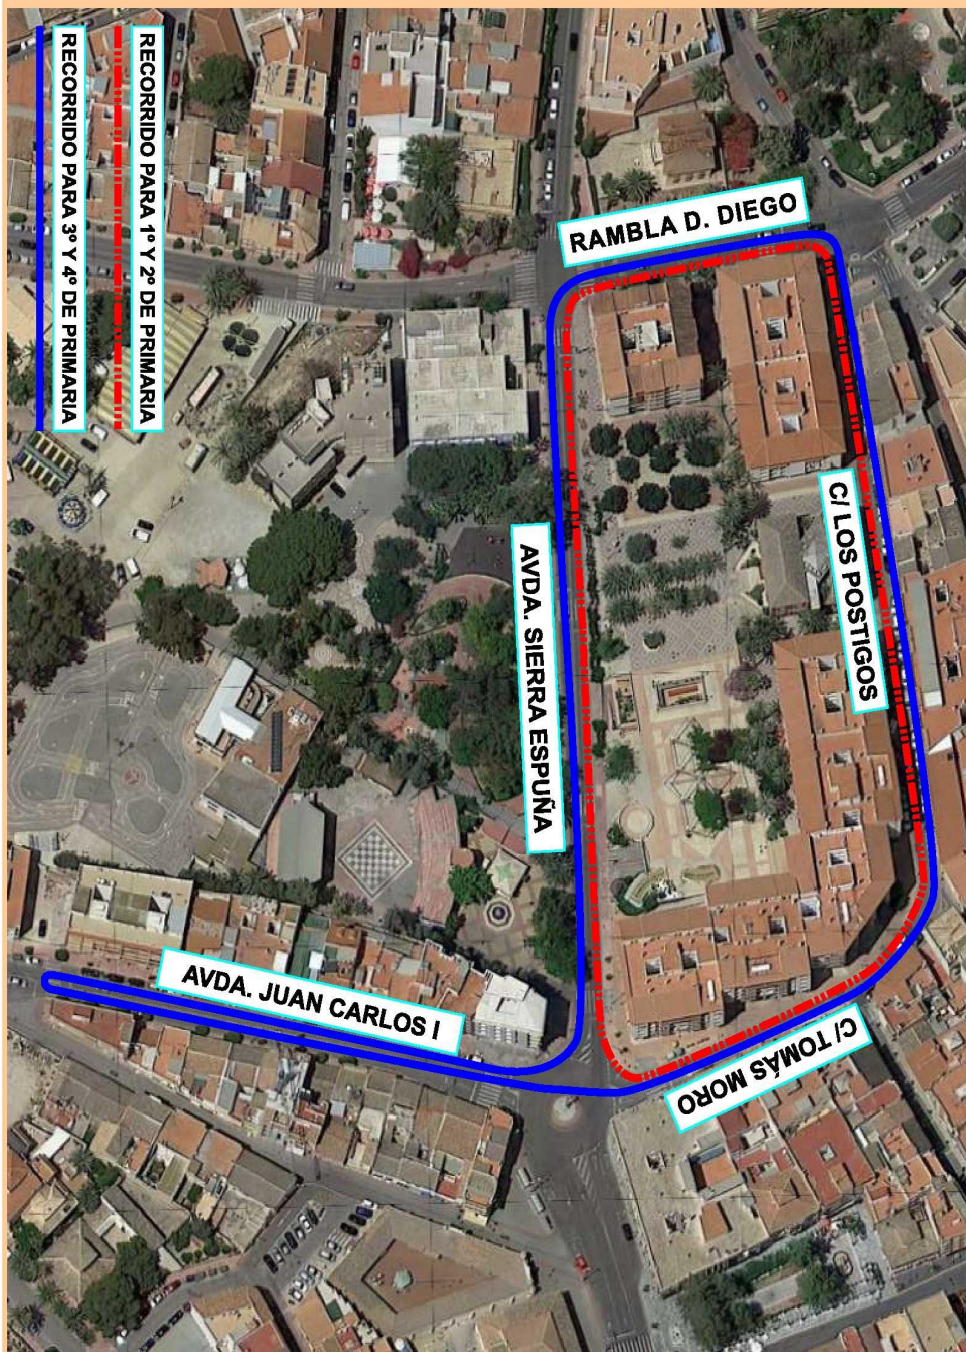 RECORRIDO PARA 1º Y 2º DE PRIMARIA
RECORRIDO PARA 3º Y 4º DE PRIMARIA
RAMBLA D. DIEGO
C/ LOS POSTIGOS
AVDA. SIERRA ESPUÑA
AVDA. JUAN CARLOS I
C/ TOMÁS MORO